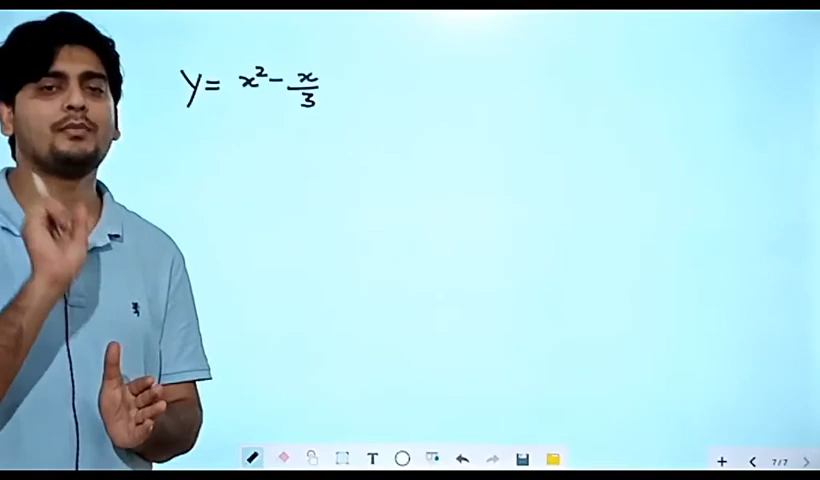 y = x² - x/3
T
7/7